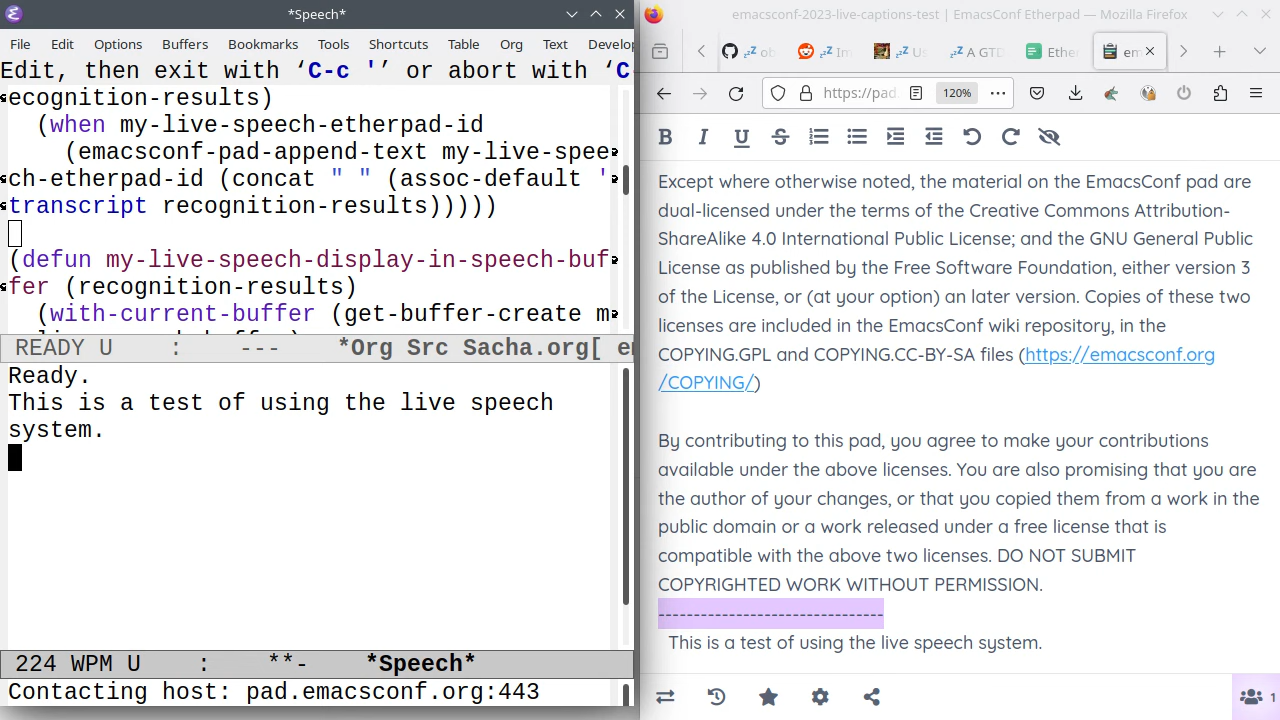 *Speech*
File Edit Options Buffers Bookmarks Tools Shortcuts Table Org Text Develo
Edit, then exit with ‘C-c '’ or abort with ‘C
ecognition-results)
(when my-live-speech-etherpad-id
(emacsconf-pad-append-text my-live-spee
ch-etherpad-id (concat " " (assoc-default '
transcript recognition-results)))))
(defun my-live-speech-display-in-speech-buf
fer (recognition-results)
(with-current-buffer (get-buffer-create m
READY U : --- *Org Src Sacha.org[ e
Ready.
This is a test of using the live speech
system.
224 WPM U : **- *Speech*
Contacting host: pad.emacsconf.org:443
emacsconf-2023-live-captions-test | EmacsConf Etherpad — Mozilla Firefox
ob Im Us A GTD Ether em
https://pad. 120%
B I U S
Except where otherwise noted, the material on the EmacsConf pad are
dual-licensed under the terms of the Creative Commons Attribution-
ShareAlike 4.0 International Public License; and the GNU General Public
License as published by the Free Software Foundation, either version 3
of the License, or (at your option) an later version. Copies of these two
licenses are included in the EmacsConf wiki repository, in the
COPYING.GPL and COPYING.CC-BY-SA files (https://emacsconf.org
/COPYING/)
By contributing to this pad, you agree to make your contributions
available under the above licenses. You are also promising that you are
the author of your changes, or that you copied them from a work in the
public domain or a work released under a free license that is
compatible with the above two licenses. DO NOT SUBMIT
COPYRIGHTED WORK WITHOUT PERMISSION.
--------------------------------
This is a test of using the live speech system.
1